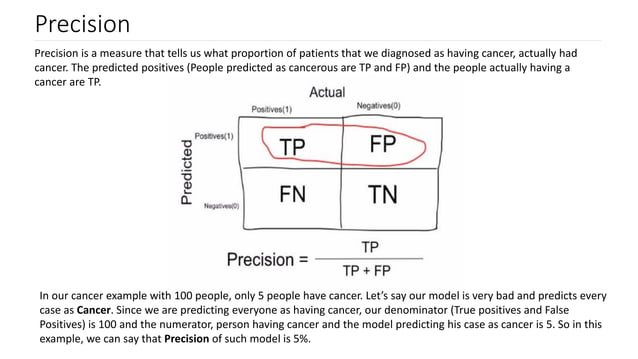 Precision
Precision is a measure that tells us what proportion of patients that we diagnosed as having cancer, actually had
cancer. The predicted positives (People predicted as cancerous are TP and FP) and the people actually having a
cancer are TP.
Actual
Positives(1) Negatives(0)
Predicted
Positives(1) TP FP
Negatives(0) FN TN
Precision = TP
TP + FP
In our cancer example with 100 people, only 5 people have cancer. Let’s say our model is very bad and predicts every
case as Cancer. Since we are predicting everyone as having cancer, our denominator (True positives and False
Positives) is 100 and the numerator, person having cancer and the model predicting his case as cancer is 5. So in this
example, we can say that Precision of such model is 5%.